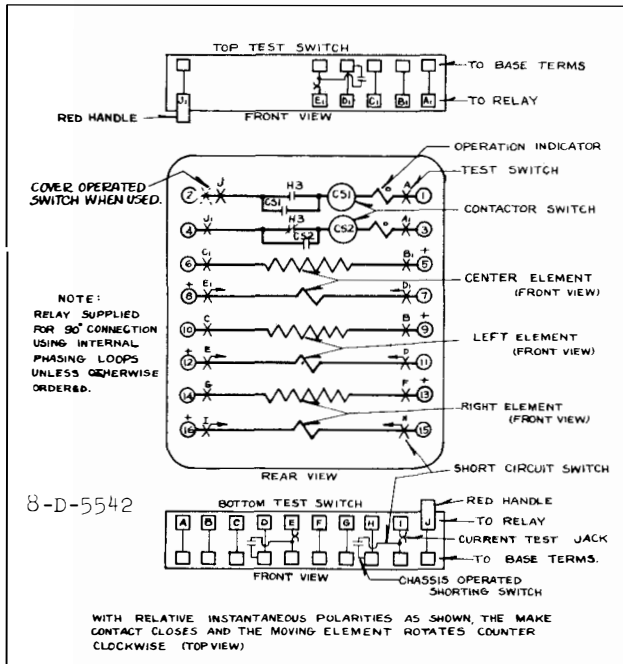 TOP TEST SWITCH
TO BASE TERMS
J1 E1 D1 C1 B1 A1
TO RELAY
RED HANDLE
FRONT VIEW
OPERATION INDICATOR
TEST SWITCH
COVER OPERATED
SWITCH WHEN USED.
2 J H3 CS1 A 1
CS1
CONTACTOR SWITCH
4 J1 H3 CS2 A1 3
CS2
6 C1 B1 + 5
CENTER ELEMENT
(FRONT VIEW)
+ 8 E1 D1 7
NOTE:
RELAY SUPPLIED
FOR 90° CONNECTION
USING INTERNAL
PHASING LOOPS
UNLESS OTHERWISE
ORDERED.
10 C B + 9
LEFT ELEMENT
(FRONT VIEW)
+ 12 E D 11
14 G F + 13
RIGHT ELEMENT
(FRONT VIEW)
+ 16 I 15
REAR VIEW
SHORT CIRCUIT SWITCH
8-D-5542
BOTTOM TEST SWITCH
RED HANDLE
A B C D E F G H I J
TO RELAY
CURRENT TEST JACK
TO BASE TERMS.
FRONT VIEW
CHASSIS OPERATED
SHORTING SWITCH
WITH RELATIVE INSTANTANEOUS POLARITIES AS SHOWN, THE MAKE
CONTACT CLOSES AND THE MOVING ELEMENT ROTATES COUNTER
CLOCKWISE (TOP VIEW)